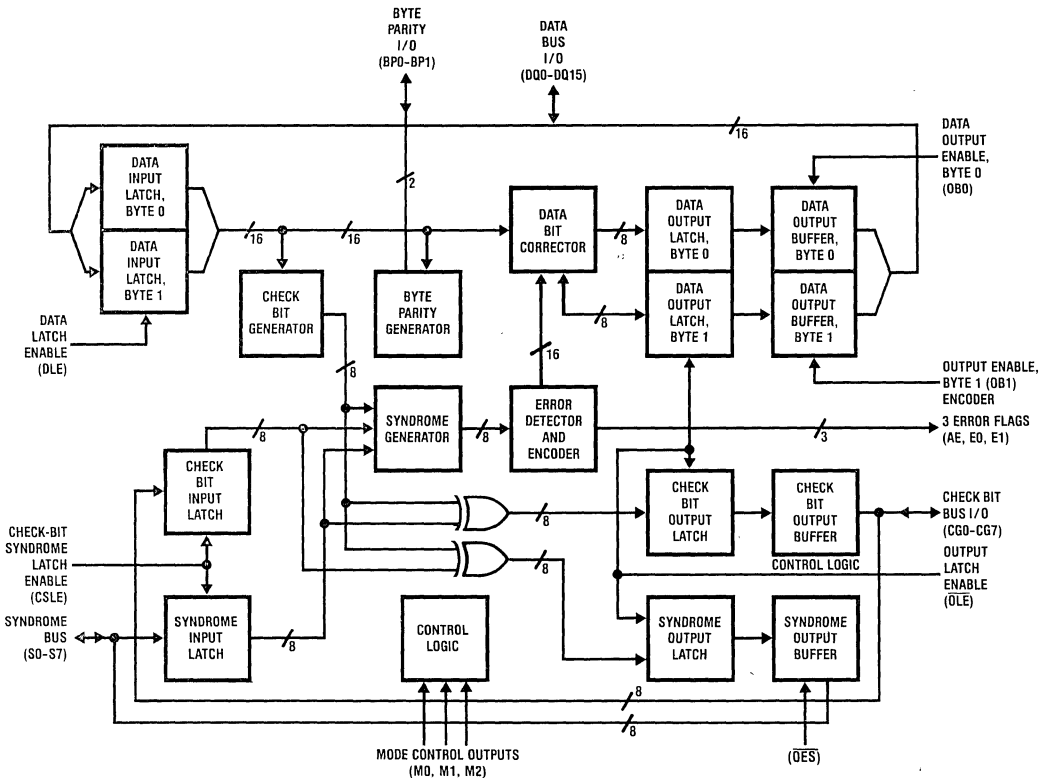 BYTE
PARITY
I/O
(BP0-BP1)
DATA
BUS
I/O
(DQ0-DQ15)
16
DATA
OUTPUT
ENABLE,
BYTE 0
(OB0)
DATA
INPUT
LATCH,
BYTE 0
DATA
INPUT
LATCH,
BYTE 1
2
16
16
DATA
BIT
CORRECTOR
8
8
DATA
OUTPUT
LATCH,
BYTE 0
DATA
OUTPUT
LATCH,
BYTE 1
DATA
OUTPUT
BUFFER,
BYTE 0
DATA
OUTPUT
BUFFER,
BYTE 1
CHECK
BIT
GENERATOR
BYTE
PARITY
GENERATOR
DATA
LATCH
ENABLE
(DLE)
8
16
OUTPUT ENABLE,
BYTE 1 (OB1)
ENCODER
SYNDROME
GENERATOR
8
ERROR
DETECTOR
AND
ENCODER
3
3 ERROR FLAGS
(AE, E0, E1)
8
CHECK
BIT
INPUT
LATCH
8
CHECK
BIT
OUTPUT
LATCH
CHECK
BIT
OUTPUT
BUFFER
CONTROL LOGIC
CHECK BIT
BUS I/O
(CG0-CG7)
CHECK-BIT
SYNDROME
LATCH
ENABLE
(CSLE)
8
OUTPUT
LATCH
ENABLE
(OLE)
SYNDROME
BUS
(S0-S7)
SYNDROME
INPUT
LATCH
8
CONTROL
LOGIC
SYNDROME
OUTPUT
LATCH
SYNDROME
OUTPUT
BUFFER
8
8
MODE CONTROL OUTPUTS
(M0, M1, M2)
(OES)